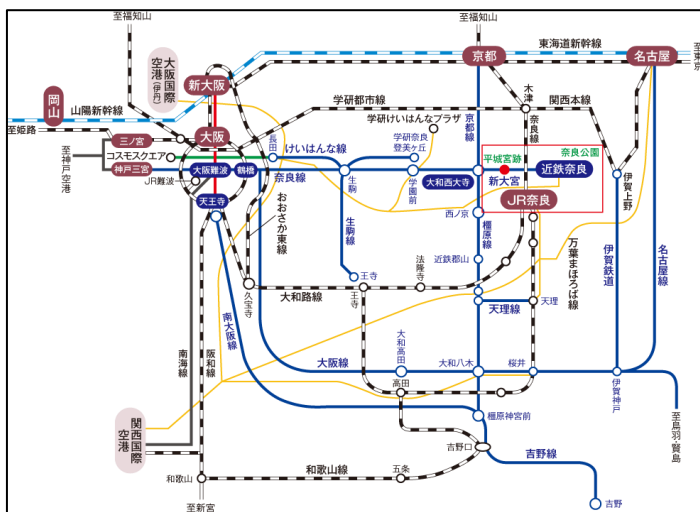 至福知山
至福知山
大阪国際
空港(伊丹)
新大阪
京都
東海道新幹線
名古屋
至東京
岡山
山陽新幹線
至姫路
木津
学研都市線
関西本線
学研けいはんなプラザ
京都線
奈良線
三ノ宮
大阪
長田
けいはんな線
学研奈良
登美ヶ丘
コスモスクエア
平城宮跡
奈良公園
至神戸空港
神戸三宮
大阪難波
鶴橋
奈良線
生駒
学園前
大和西大寺
新大宮
近鉄奈良
JR難波
伊賀上野
天王寺
JR奈良
おおさか東線
生駒線
西ノ京
橿原線
万葉まほろば線
伊賀鉄道
名古屋線
近鉄郡山
法隆寺
王寺
久宝寺
大和路線
王寺
天理線
天理
南大阪線
南海線
阪和線
大阪線
大和高田
大和八木
桜井
高田
伊賀神戸
橿原神宮前
関西国際
空港
至鳥羽・賢島
吉野口
吉野線
和歌山
和歌山線
五条
至新宮
吉野